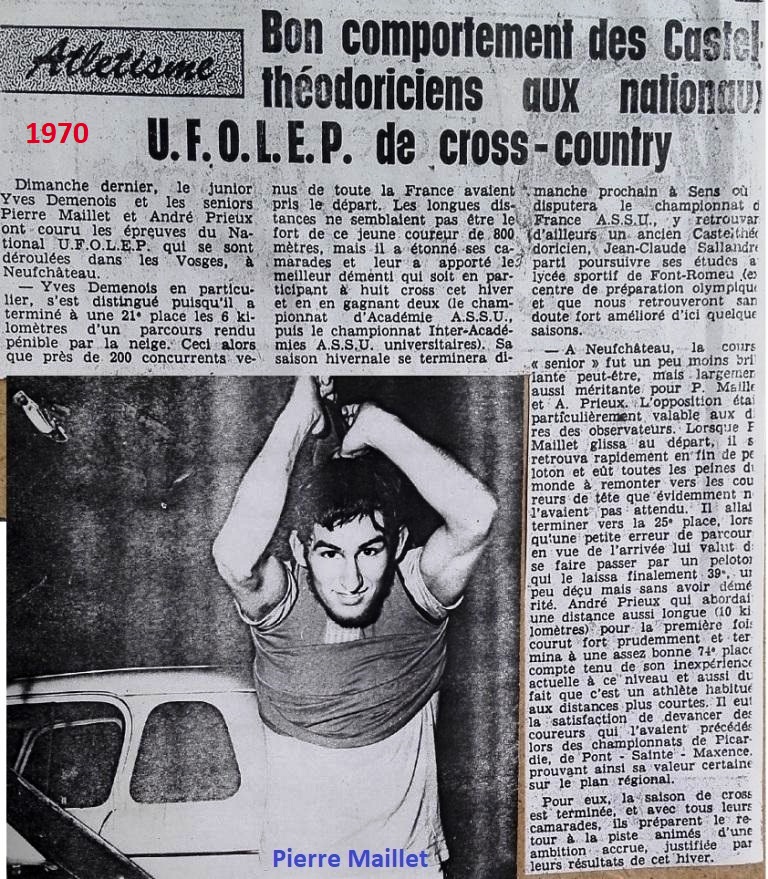 Atletisme
Bon comportement des Castel-
théodoriciens aux nationaux
U.F.O.L.E.P. de cross-country
1970
Dimanche dernier, le junior
Yves Demenois et les seniors
Pierre Maillet et André Prieux
ont couru les épreuves du Na-
tional U.F.O.L.E.P. qui se sont
déroulées dans les Vosges, à
Neufchâteau.
— Yves Demenois en particu-
lier, s'est distingué puisqu'il a
terminé à une 21e place les 6 ki-
lomètres d'un parcours rendu
pénible par la neige. Ceci alors
que près de 200 concurrents ve-
nus de toute la France avaient
pris le départ. Les longues dis-
tances ne semblaient pas être le
fort de ce jeune coureur de 800
mètres, mais il a étonné ses ca-
marades et leur a apporté le
meilleur démenti qui soit en par-
ticipant à huit cross cet hiver
et en en gagnant deux (le cham-
pionnat d'Académie A.S.S.U.,
puis le championnat Inter-Acadé-
mies A.S.S.U. universitaires). Sa
saison hivernale se terminera di-
manche prochain à Sens où
disputera le championnat d
France A.S.S.U., y retrouvan
d'ailleurs un ancien Castelthéo
doricien, Jean-Claude Sallandre
parti poursuivre ses études a
lycée sportif de Font-Romeu (ex
centre de préparation olympique
et que nous retrouverons san
doute fort amélioré d'ici quelque
saisons.
— A Neufchâteau, la cours
« senior » fut un peu moins bril
lante peut-être, mais largemen
aussi méritante pour P. Maille
et A. Prieux. L'opposition étai
particulièrement valable aux di
res des observateurs. Lorsque P
Maillet glissa au départ, il s
retrouva rapidement en fin de pe
loton et eût toutes les peines du
monde à remonter vers les cou
reurs de tête que évidemment n
l'avaient pas attendu. Il allai
terminer vers la 25e place, lors
qu'une petite erreur de parcour
en vue de l'arrivée lui valut d
se faire passer par un peloton
qui le laissa finalement 39e, un
peu déçu mais sans avoir démé
rité. André Prieux qui abordai
une distance aussi longue (10 ki
lomètres) pour la première fois
courut fort prudemment et ter
mina à une assez bonne 74e place
compte tenu de son inexpérience
actuelle à ce niveau et aussi du
fait que c'est un athlète habitué
aux distances plus courtes. Il eut
la satisfaction de devancer des
coureurs qui l'avaient précédés
lors des championnats de Picar-
die, de Pont - Sainte - Maxence.
prouvant ainsi sa valeur certaine
sur le plan régional.
Pour eux, la saison de cross
est terminée, et avec tous leurs
camarades, ils préparent le re-
tour à la piste animés d'une
ambition accrue, justifiée par
leurs résultats de cet hiver.
Pierre Maillet